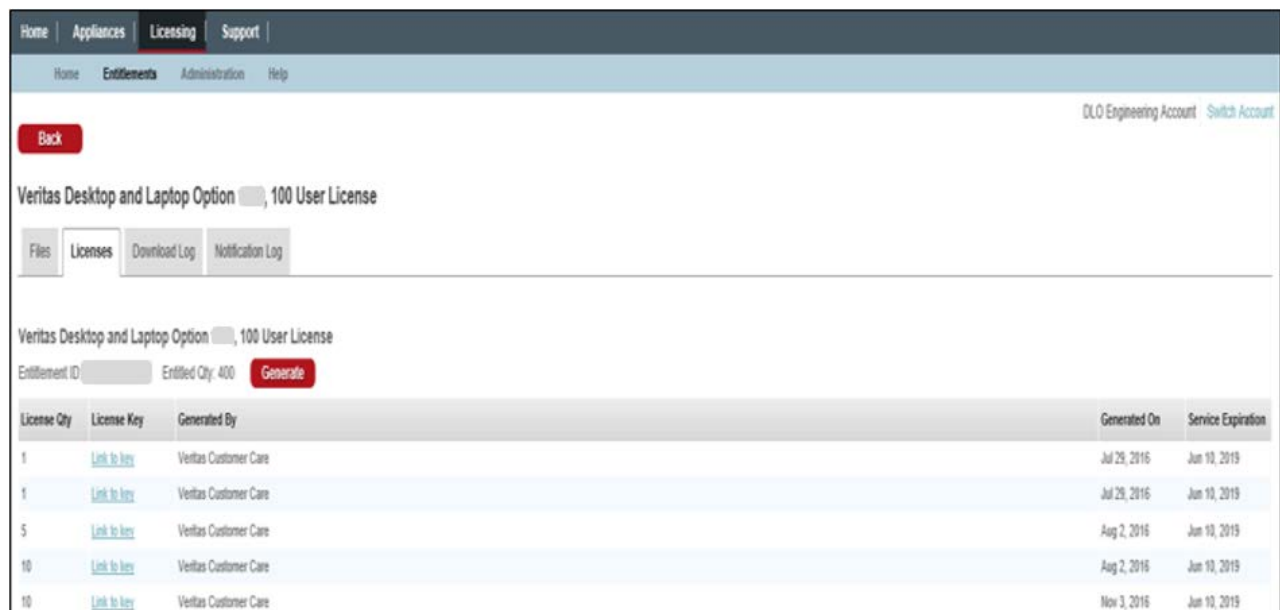 Home | Appliances | Licensing | Support |
Home Entitlements Administration Help
DLO Engineering Account Switch Account
Back
Veritas Desktop and Laptop Option , 100 User License
Files Licenses Download Log Notification Log
Veritas Desktop and Laptop Option , 100 User License
Entitlement ID Entitled Qty: 400 Generate
License Qty License Key Generated By Generated On Service Expiration
1 Link to key Veritas Customer Care Jul 29, 2016 Jun 10, 2019
1 Link to key Veritas Customer Care Jul 29, 2016 Jun 10, 2019
5 Link to key Veritas Customer Care Aug 2, 2016 Jun 10, 2019
10 Link to key Veritas Customer Care Aug 2, 2016 Jun 10, 2019
10 Link to key Veritas Customer Care Nov 3, 2016 Jun 10, 2019